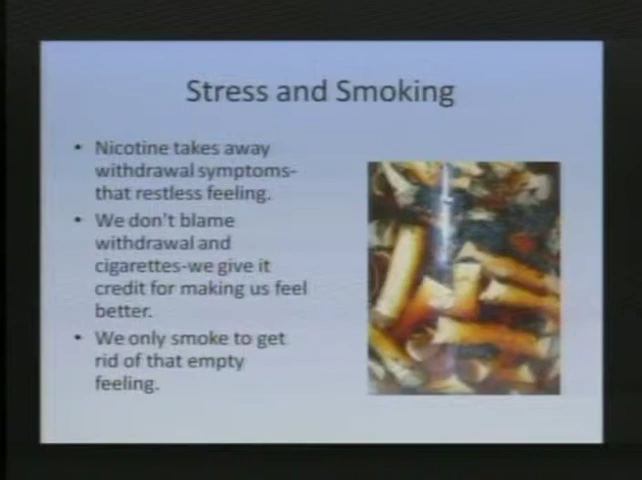 Stress and Smoking
• Nicotine takes away
withdrawal symptoms-
that restless feeling.
• We don't blame
withdrawal and
cigarettes-we give it
credit for making us feel
better.
• We only smoke to get
rid of that empty
feeling.